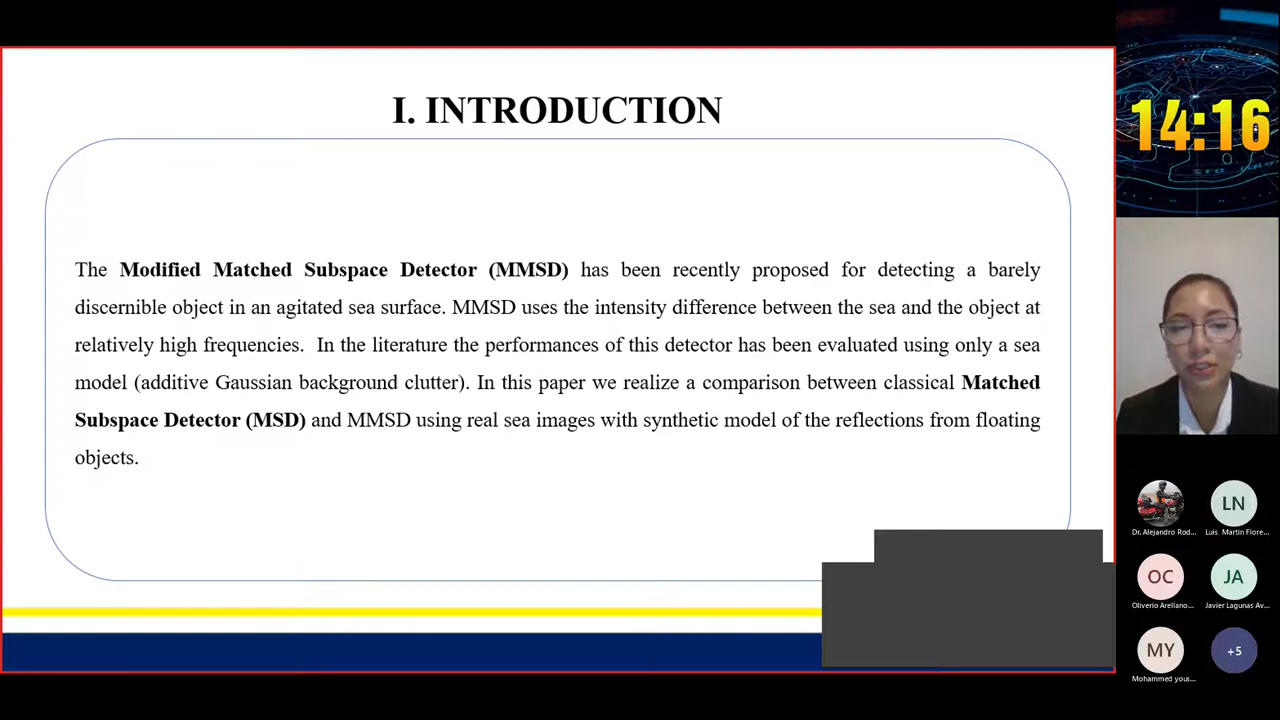 I. INTRODUCTION
The Modified Matched Subspace Detector (MMSD) has been recently proposed for detecting a barely
discernible object in an agitated sea surface. MMSD uses the intensity difference between the sea and the object at
relatively high frequencies. In the literature the performances of this detector has been evaluated using only a sea
model (additive Gaussian background clutter). In this paper we realize a comparison between classical Matched
Subspace Detector (MSD) and MMSD using real sea images with synthetic model of the reflections from floating
objects.
14:16
LN
Dr. Alejandro Rod...
Luis Martin Flore...
OC
JA
Oliverio Arellano...
Javier Lagunas Av...
MY
+5
Mohammed yous...